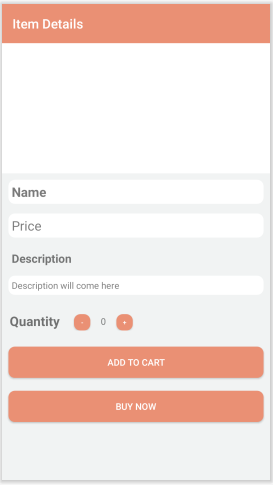 Item Details
Name
Price
Description
Description will come here
Quantity - 0 +
ADD TO CART
BUY NOW